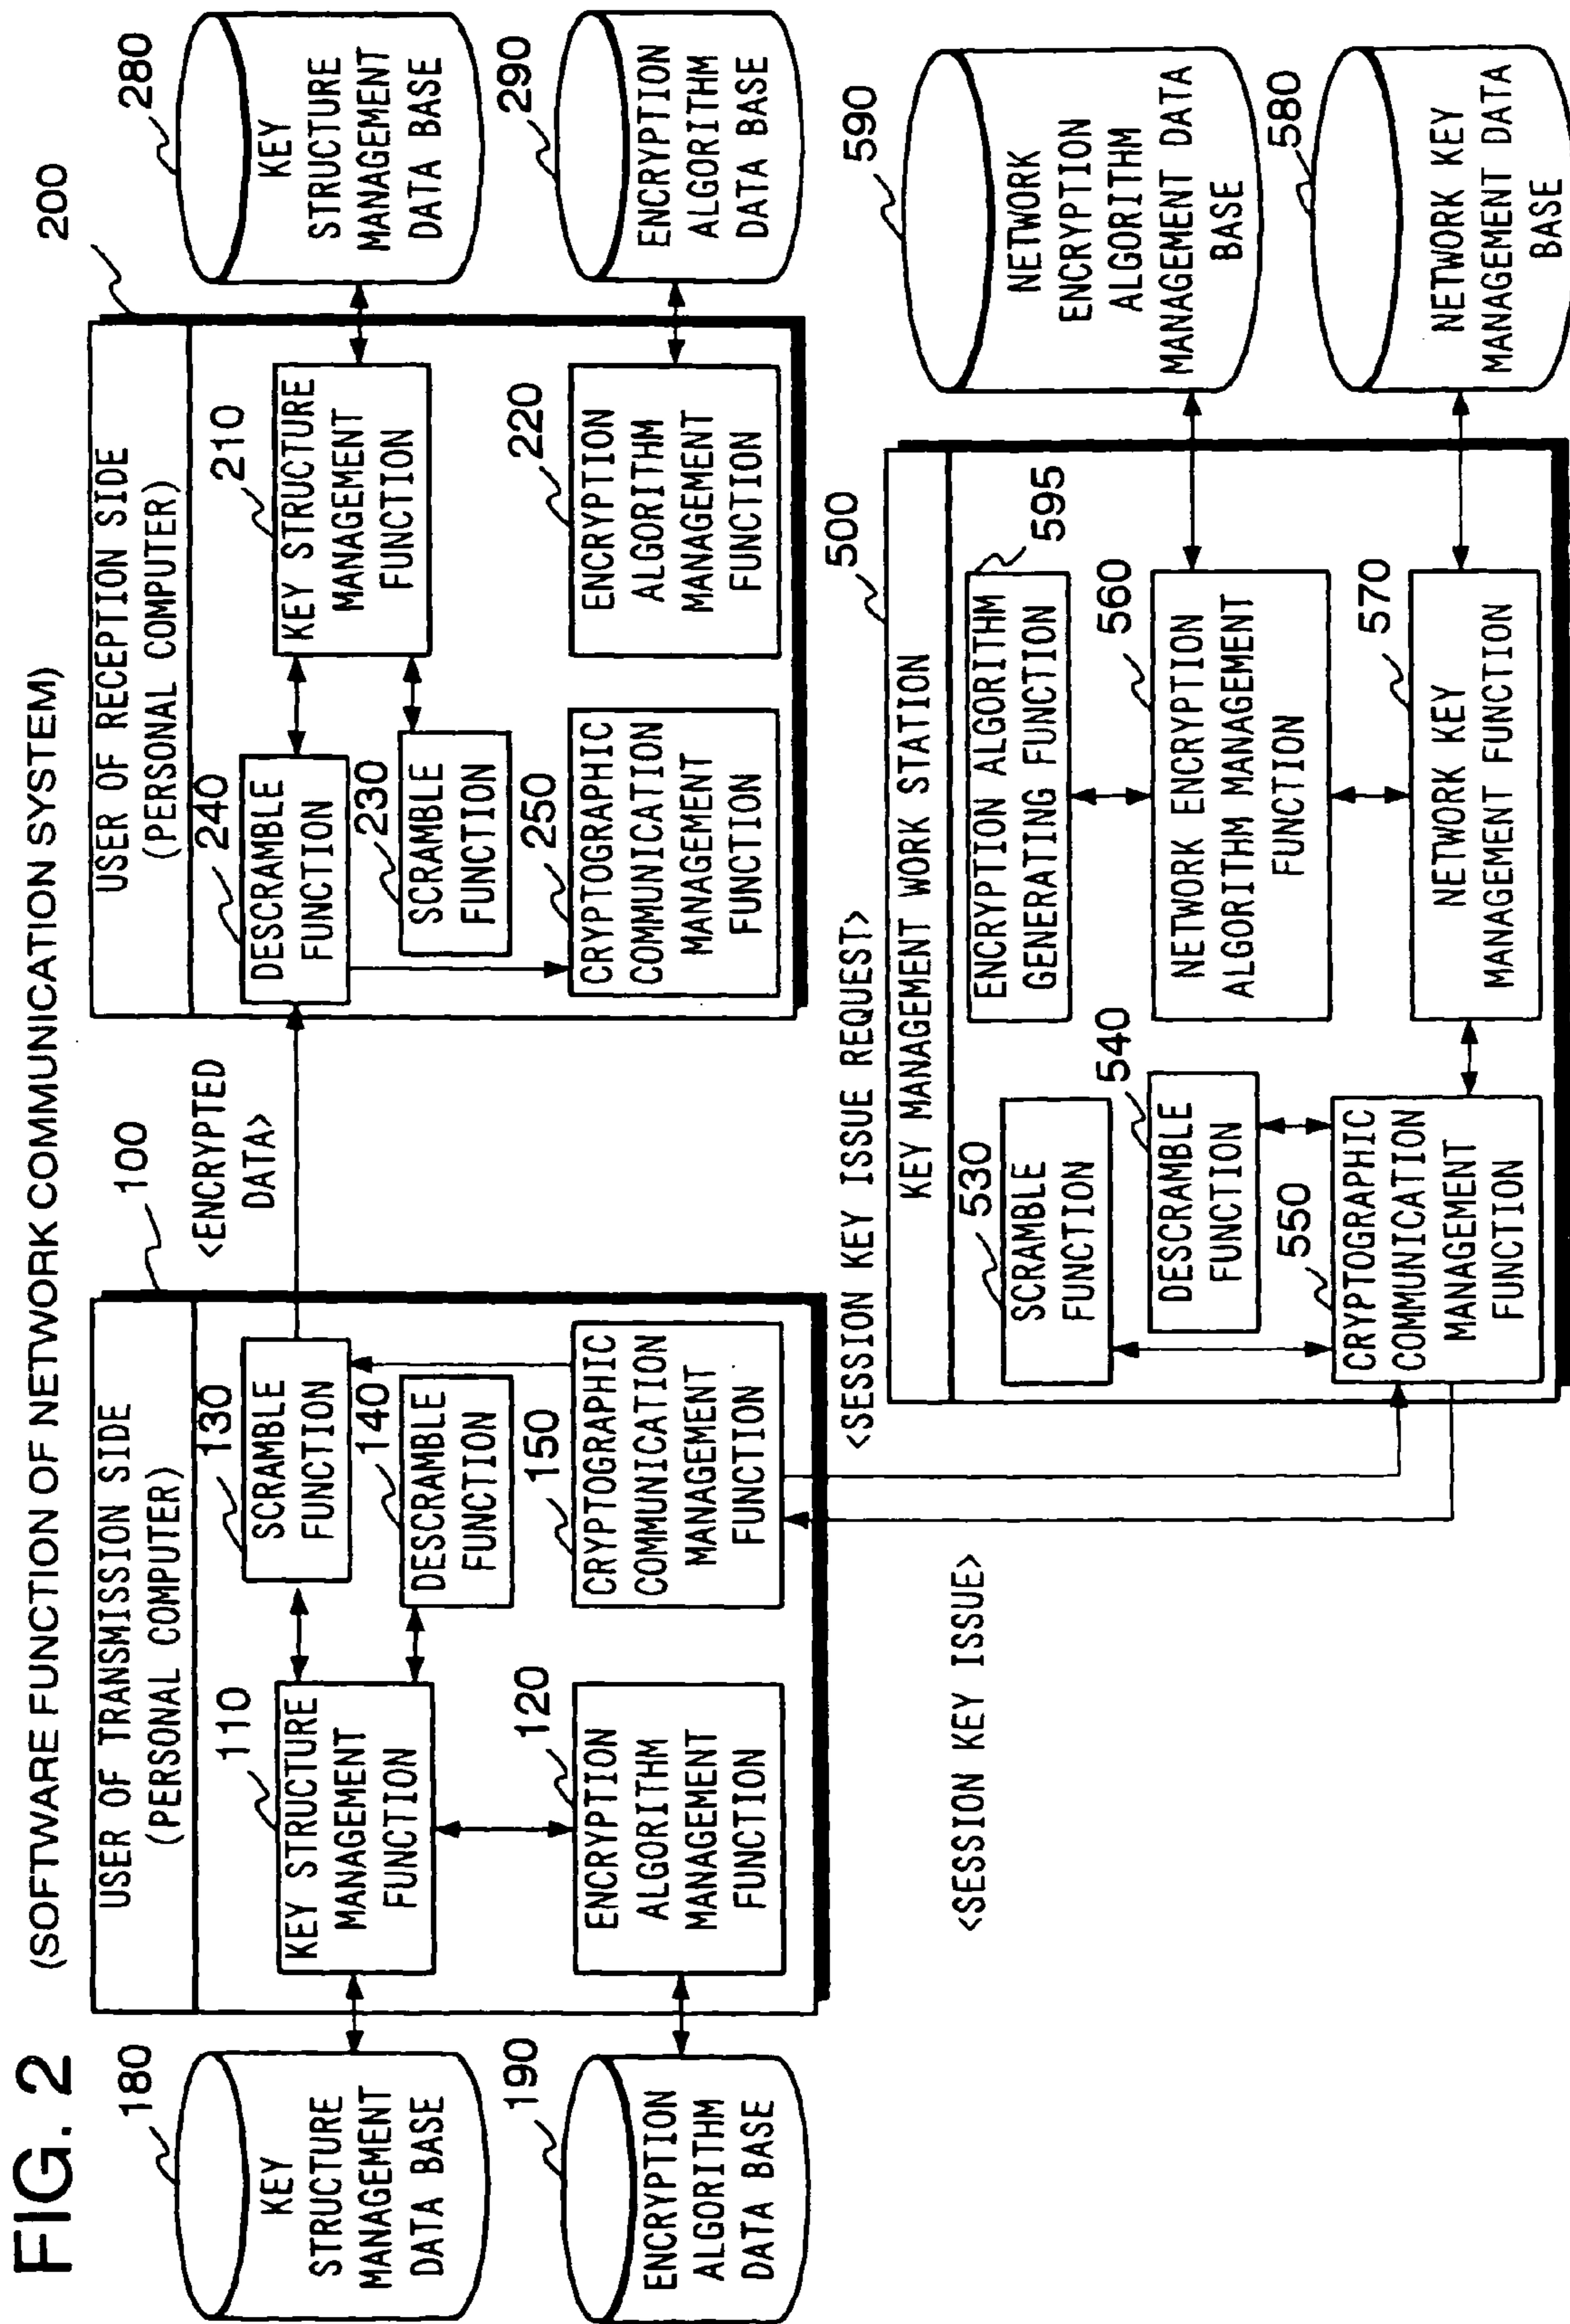 FIG. 2
(SOFTWARE FUNCTION OF NETWORK COMMUNICATION SYSTEM)
100
USER OF TRANSMISSION SIDE
(PERSONAL COMPUTER)
180
KEY
STRUCTURE
MANAGEMENT
DATA BASE
190
ENCRYPTION
ALGORITHM
DATA BASE
110
KEY STRUCTURE
MANAGEMENT
FUNCTION
120
ENCRYPTION
ALGORITHM
MANAGEMENT
FUNCTION
130
SCRAMBLE
FUNCTION
140
DESCRAMBLE
FUNCTION
150
CRYPTOGRAPHIC
COMMUNICATION
MANAGEMENT
FUNCTION
<ENCRYPTED
DATA>
200
USER OF RECEPTION SIDE
(PERSONAL COMPUTER)
240
DESCRAMBLE
FUNCTION
230
SCRAMBLE
FUNCTION
250
CRYPTOGRAPHIC
COMMUNICATION
MANAGEMENT
FUNCTION
210
KEY STRUCTURE
MANAGEMENT
FUNCTION
220
ENCRYPTION
ALGORITHM
MANAGEMENT
FUNCTION
280
KEY
STRUCTURE
MANAGEMENT
DATA BASE
290
ENCRYPTION
ALGORITHM
DATA BASE
<SESSION KEY ISSUE REQUEST>
<SESSION KEY ISSUE>
500
KEY MANAGEMENT WORK STATION
530
SCRAMBLE
FUNCTION
540
DESCRAMBLE
FUNCTION
550
CRYPTOGRAPHIC
COMMUNICATION
MANAGEMENT
FUNCTION
595
ENCRYPTION ALGORITHM
GENERATING FUNCTION
560
NETWORK ENCRYPTION
ALGORITHM MANAGEMENT
FUNCTION
570
NETWORK KEY
MANAGEMENT FUNCTION
590
NETWORK
ENCRYPTION
ALGORITHM
MANAGEMENT DATA
BASE
580
NETWORK KEY
MANAGEMENT DATA
BASE